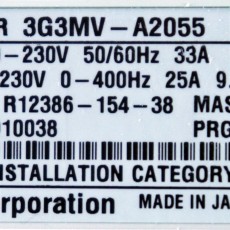 R 3G3MV-A2055
-230V 50/60Hz 33A
230V 0-400Hz 25A 9.
R12386-154-38 MAS
010038 PRG
INSTALLATION CATEGORY
orporation MADE IN JA